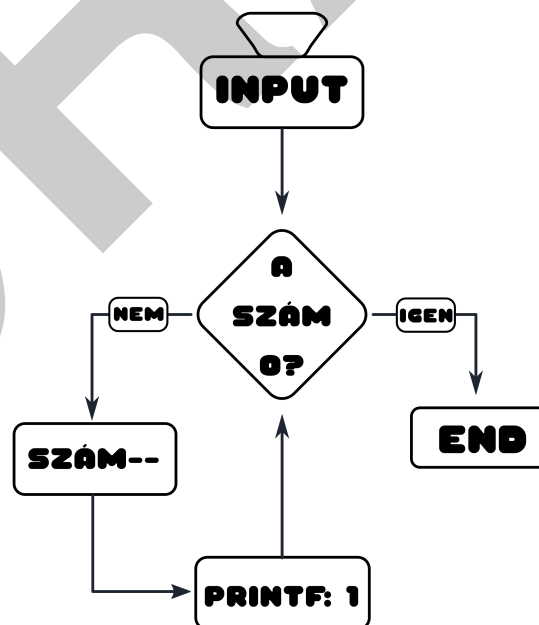 INPUT
A
SZÁM
0?
NEM
IGEN
SZÁM--
END
PRINTF: 1